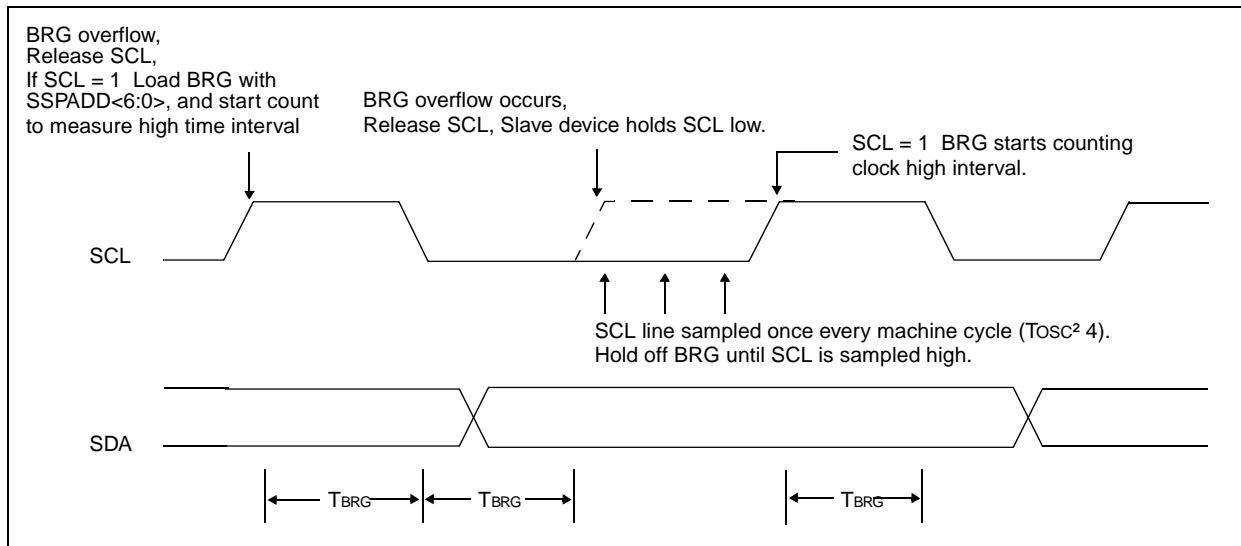 BRG overflow,
Release SCL,
If SCL = 1 Load BRG with
SSPADD<6:0>, and start count
to measure high time interval
BRG overflow occurs,
Release SCL, Slave device holds SCL low.
SCL = 1 BRG starts counting
clock high interval.
SCL
SCL line sampled once every machine cycle (TOSC² 4).
Hold off BRG until SCL is sampled high.
SDA
TBRG
TBRG
TBRG